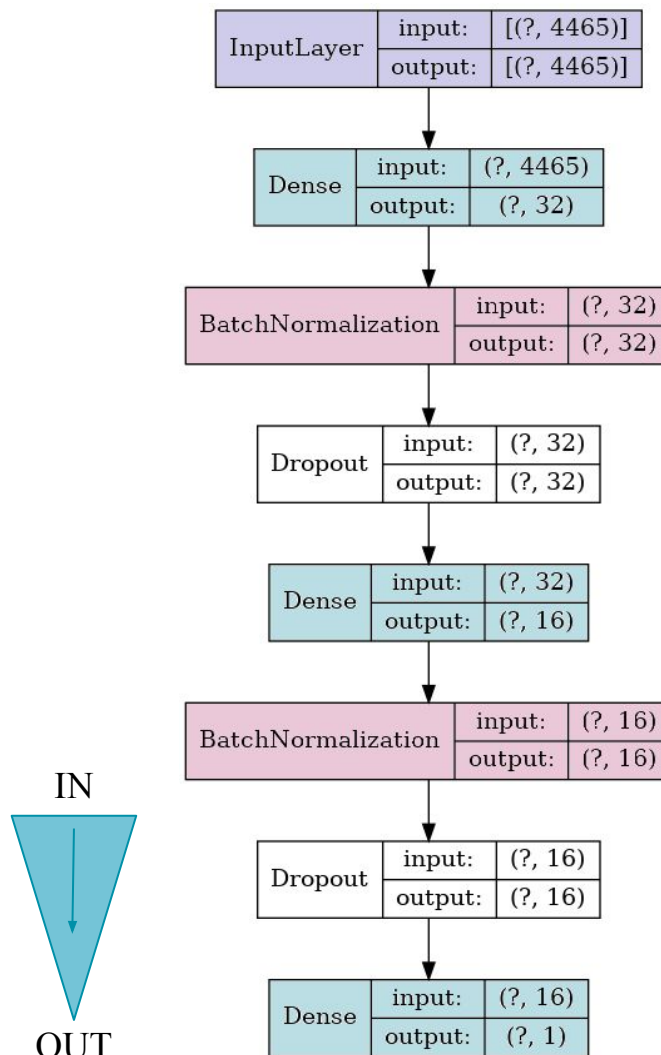 InputLayer input: [(?, 4465)]
output: [(?, 4465)]
Dense input: (?, 4465)
output: (?, 32)
BatchNormalization input: (?, 32)
output: (?, 32)
Dropout input: (?, 32)
output: (?, 32)
Dense input: (?, 32)
output: (?, 16)
BatchNormalization input: (?, 16)
output: (?, 16)
IN
Dropout input: (?, 16)
output: (?, 16)
Dense input: (?, 16)
output: (?, 1)
OUT